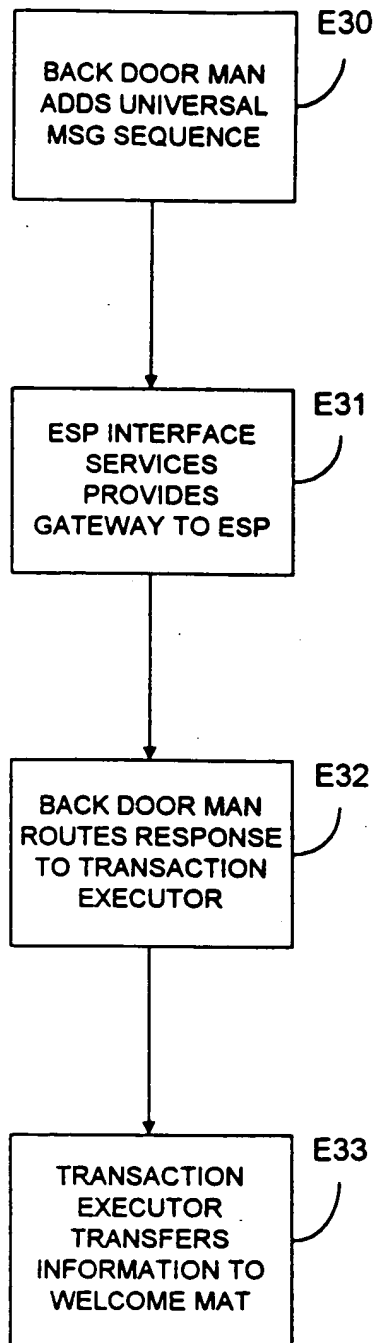 E30
BACK DOOR MAN
ADDS UNIVERSAL
MSG SEQUENCE
E31
ESP INTERFACE
SERVICES
PROVIDES
GATEWAY TO ESP
E32
BACK DOOR MAN
ROUTES RESPONSE
TO TRANSACTION
EXECUTOR
E33
TRANSACTION
EXECUTOR
TRANSFERS
INFORMATION TO
WELCOME MAT